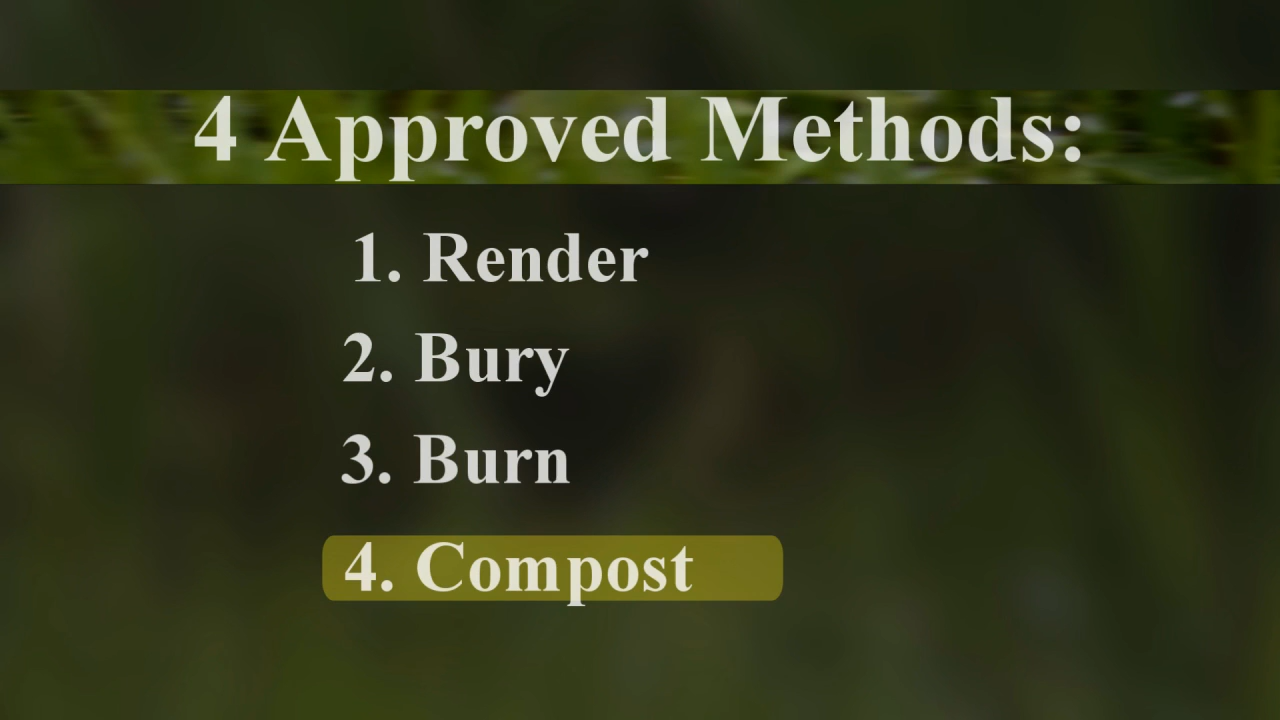 4 Approved Methods:
1. Render
2. Bury
3. Burn
4. Compost